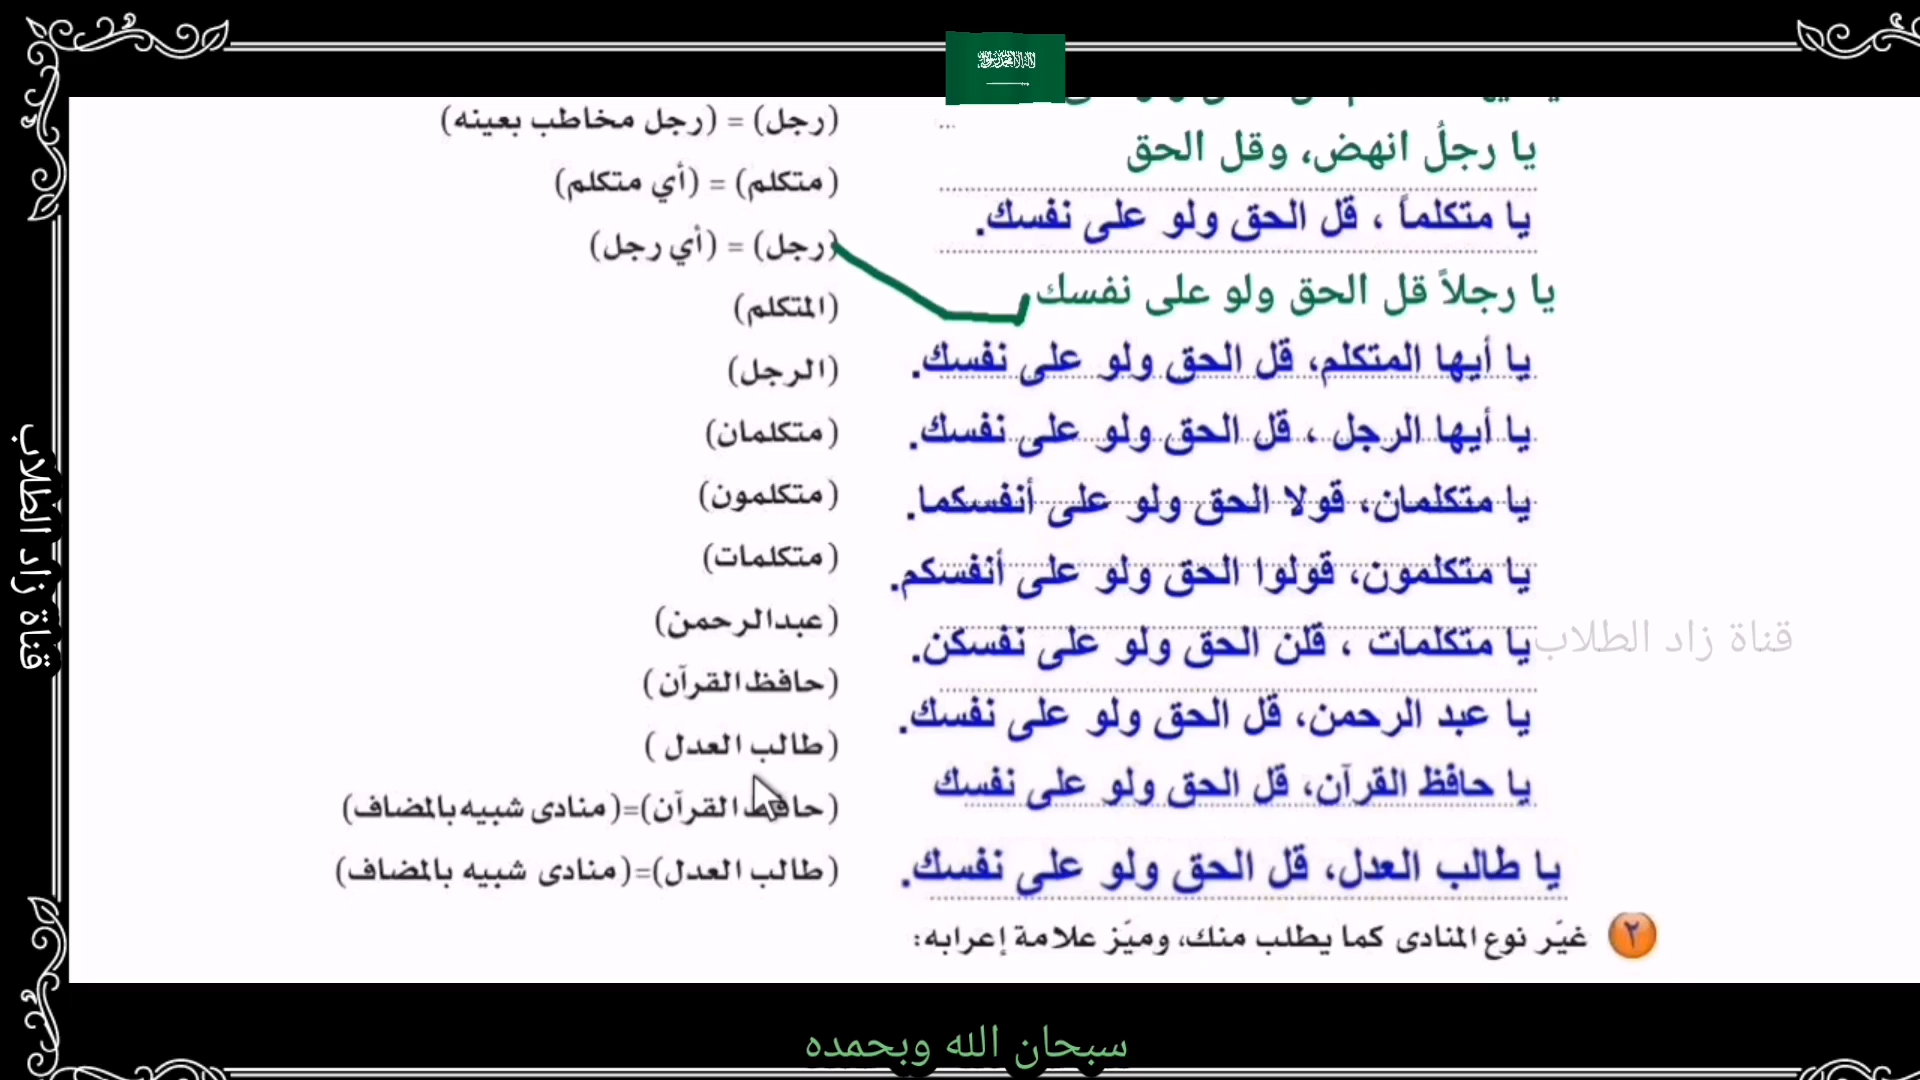 (رجل) = (رجل مخاطب بعينه)
...
يا رجلُ انهض، وقل الحق
(متكلم) = (أي متكلم)
يا متكلماً ، قل الحق ولو على نفسك.
(رجل) = (أي رجل)
يا رجلاً قل الحق ولو على نفسك
(المتكلم)
يا أيها المتكلم، قل الحق ولو على نفسك.
(الرجل)
يا أيها الرجل ، قل الحق ولو على نفسك.
(متكلمان)
يا متكلمان، قولا الحق ولو على أنفسكما.
(متكلمون)
يا متكلمون، قولوا الحق ولو على أنفسكم.
(متكلمات)
يا متكلمات ، قلن الحق ولو على نفسكن.
(عبدالرحمن)
يا عبد الرحمن، قل الحق ولو على نفسك.
(حافظ القرآن)
يا حافظ القرآن، قل الحق ولو على نفسك
(طالب العدل )
يا طالب العدل، قل الحق ولو على نفسك.
(حافظ القرآن)=(منادى شبيه بالمضاف)
(طالب العدل)=(منادى شبيه بالمضاف)
٢ غيّر نوع المنادى كما يطلب منك، وميّز علامة إعرابه:
قناة زاد الطلاب
قناة زاد الطلاب
سبحان الله وبحمده